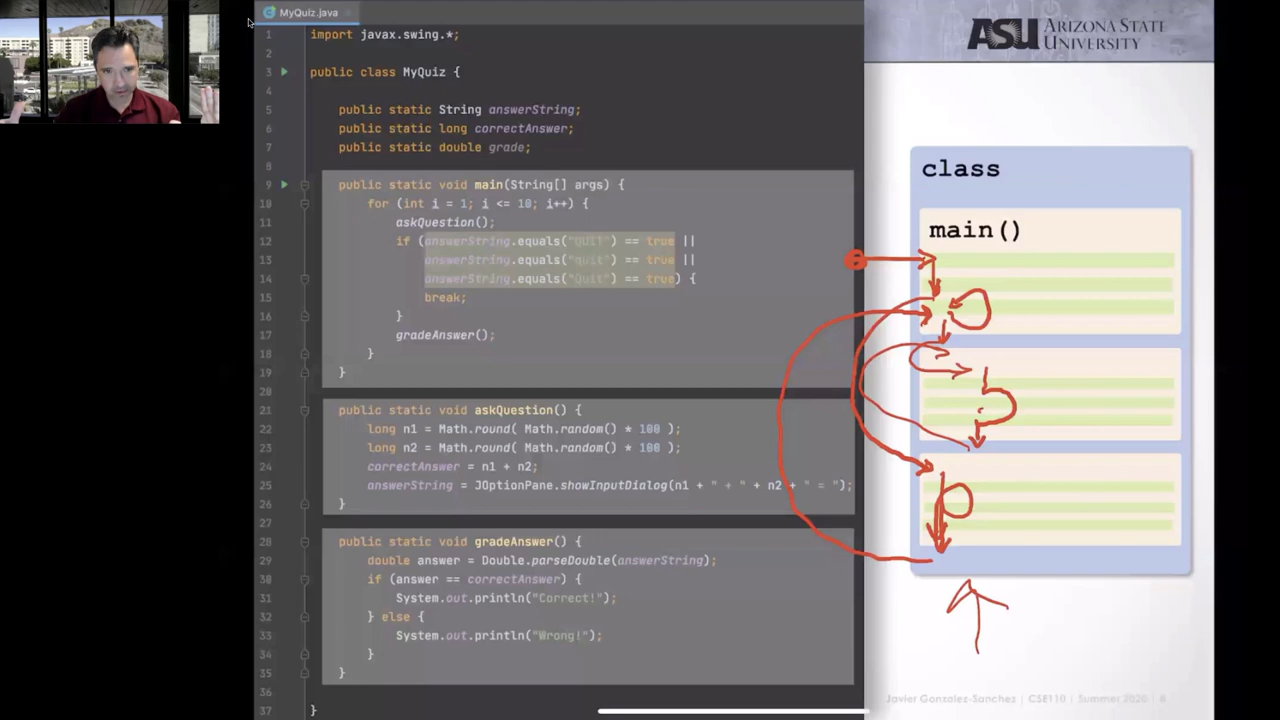 MyQuiz.java
1 import javax.swing.*;
2
3 public class MyQuiz {
4
5 public static String answerString;
6 public static long correctAnswer;
7 public static double grade;
8
9 public static void main(String[] args) {
10 for (int i = 1; i <= 10; i++) {
11 askQuestion();
12 if (answerString.equals("QUIT") == true ||
13 answerString.equals("quit") == true ||
14 answerString.equals("Quit") == true) {
15 break;
16 }
17 gradeAnswer();
18 }
19 }
20
21 public static void askQuestion() {
22 long n1 = Math.round( Math.random() * 100 );
23 long n2 = Math.round( Math.random() * 100 );
24 correctAnswer = n1 + n2;
25 answerString = JOptionPane.showInputDialog(n1 + " + " + n2 + " = ");
26 }
27
28 public static void gradeAnswer() {
29 double answer = Double.parseDouble(answerString);
30 if (answer == correctAnswer) {
31 System.out.println("Correct!");
32 } else {
33 System.out.println("Wrong!");
34 }
35 }
36
37 }
ASU ARIZONA STATE
UNIVERSITY
class
main()
Javier Gonzalez-Sanchez | CSE110 | Summer 2020 | 6